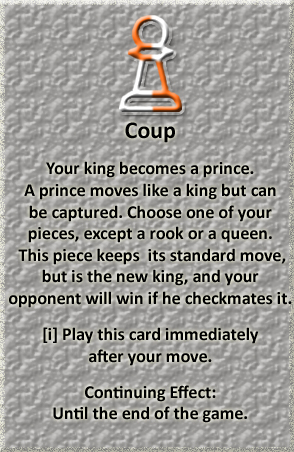 Coup
Your king becomes a prince.
A prince moves like a king but can
be captured. Choose one of your
pieces, except a rook or a queen.
This piece keeps its standard move,
but is the new king, and your
opponent will win if he checkmates it.
[i] Play this card immediately
after your move.
Continuing Effect:
Until the end of the game.